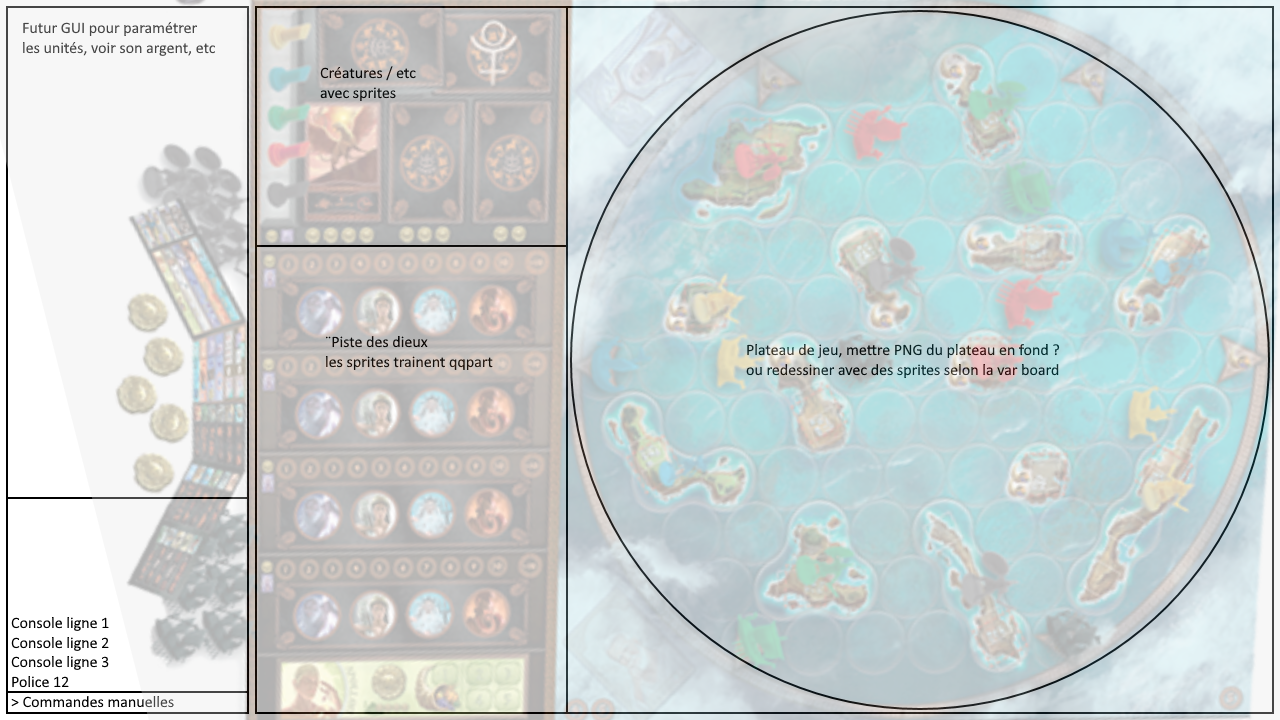 Futur GUI pour paramétrer
les unités, voir son argent, etc
Créatures / etc
avec sprites
¨Piste des dieux
les sprites trainent qqpart
Plateau de jeu, mettre PNG du plateau en fond ?
ou redessiner avec des sprites selon la var board
Console ligne 1
Console ligne 2
Console ligne 3
Police 12
> Commandes manuelles